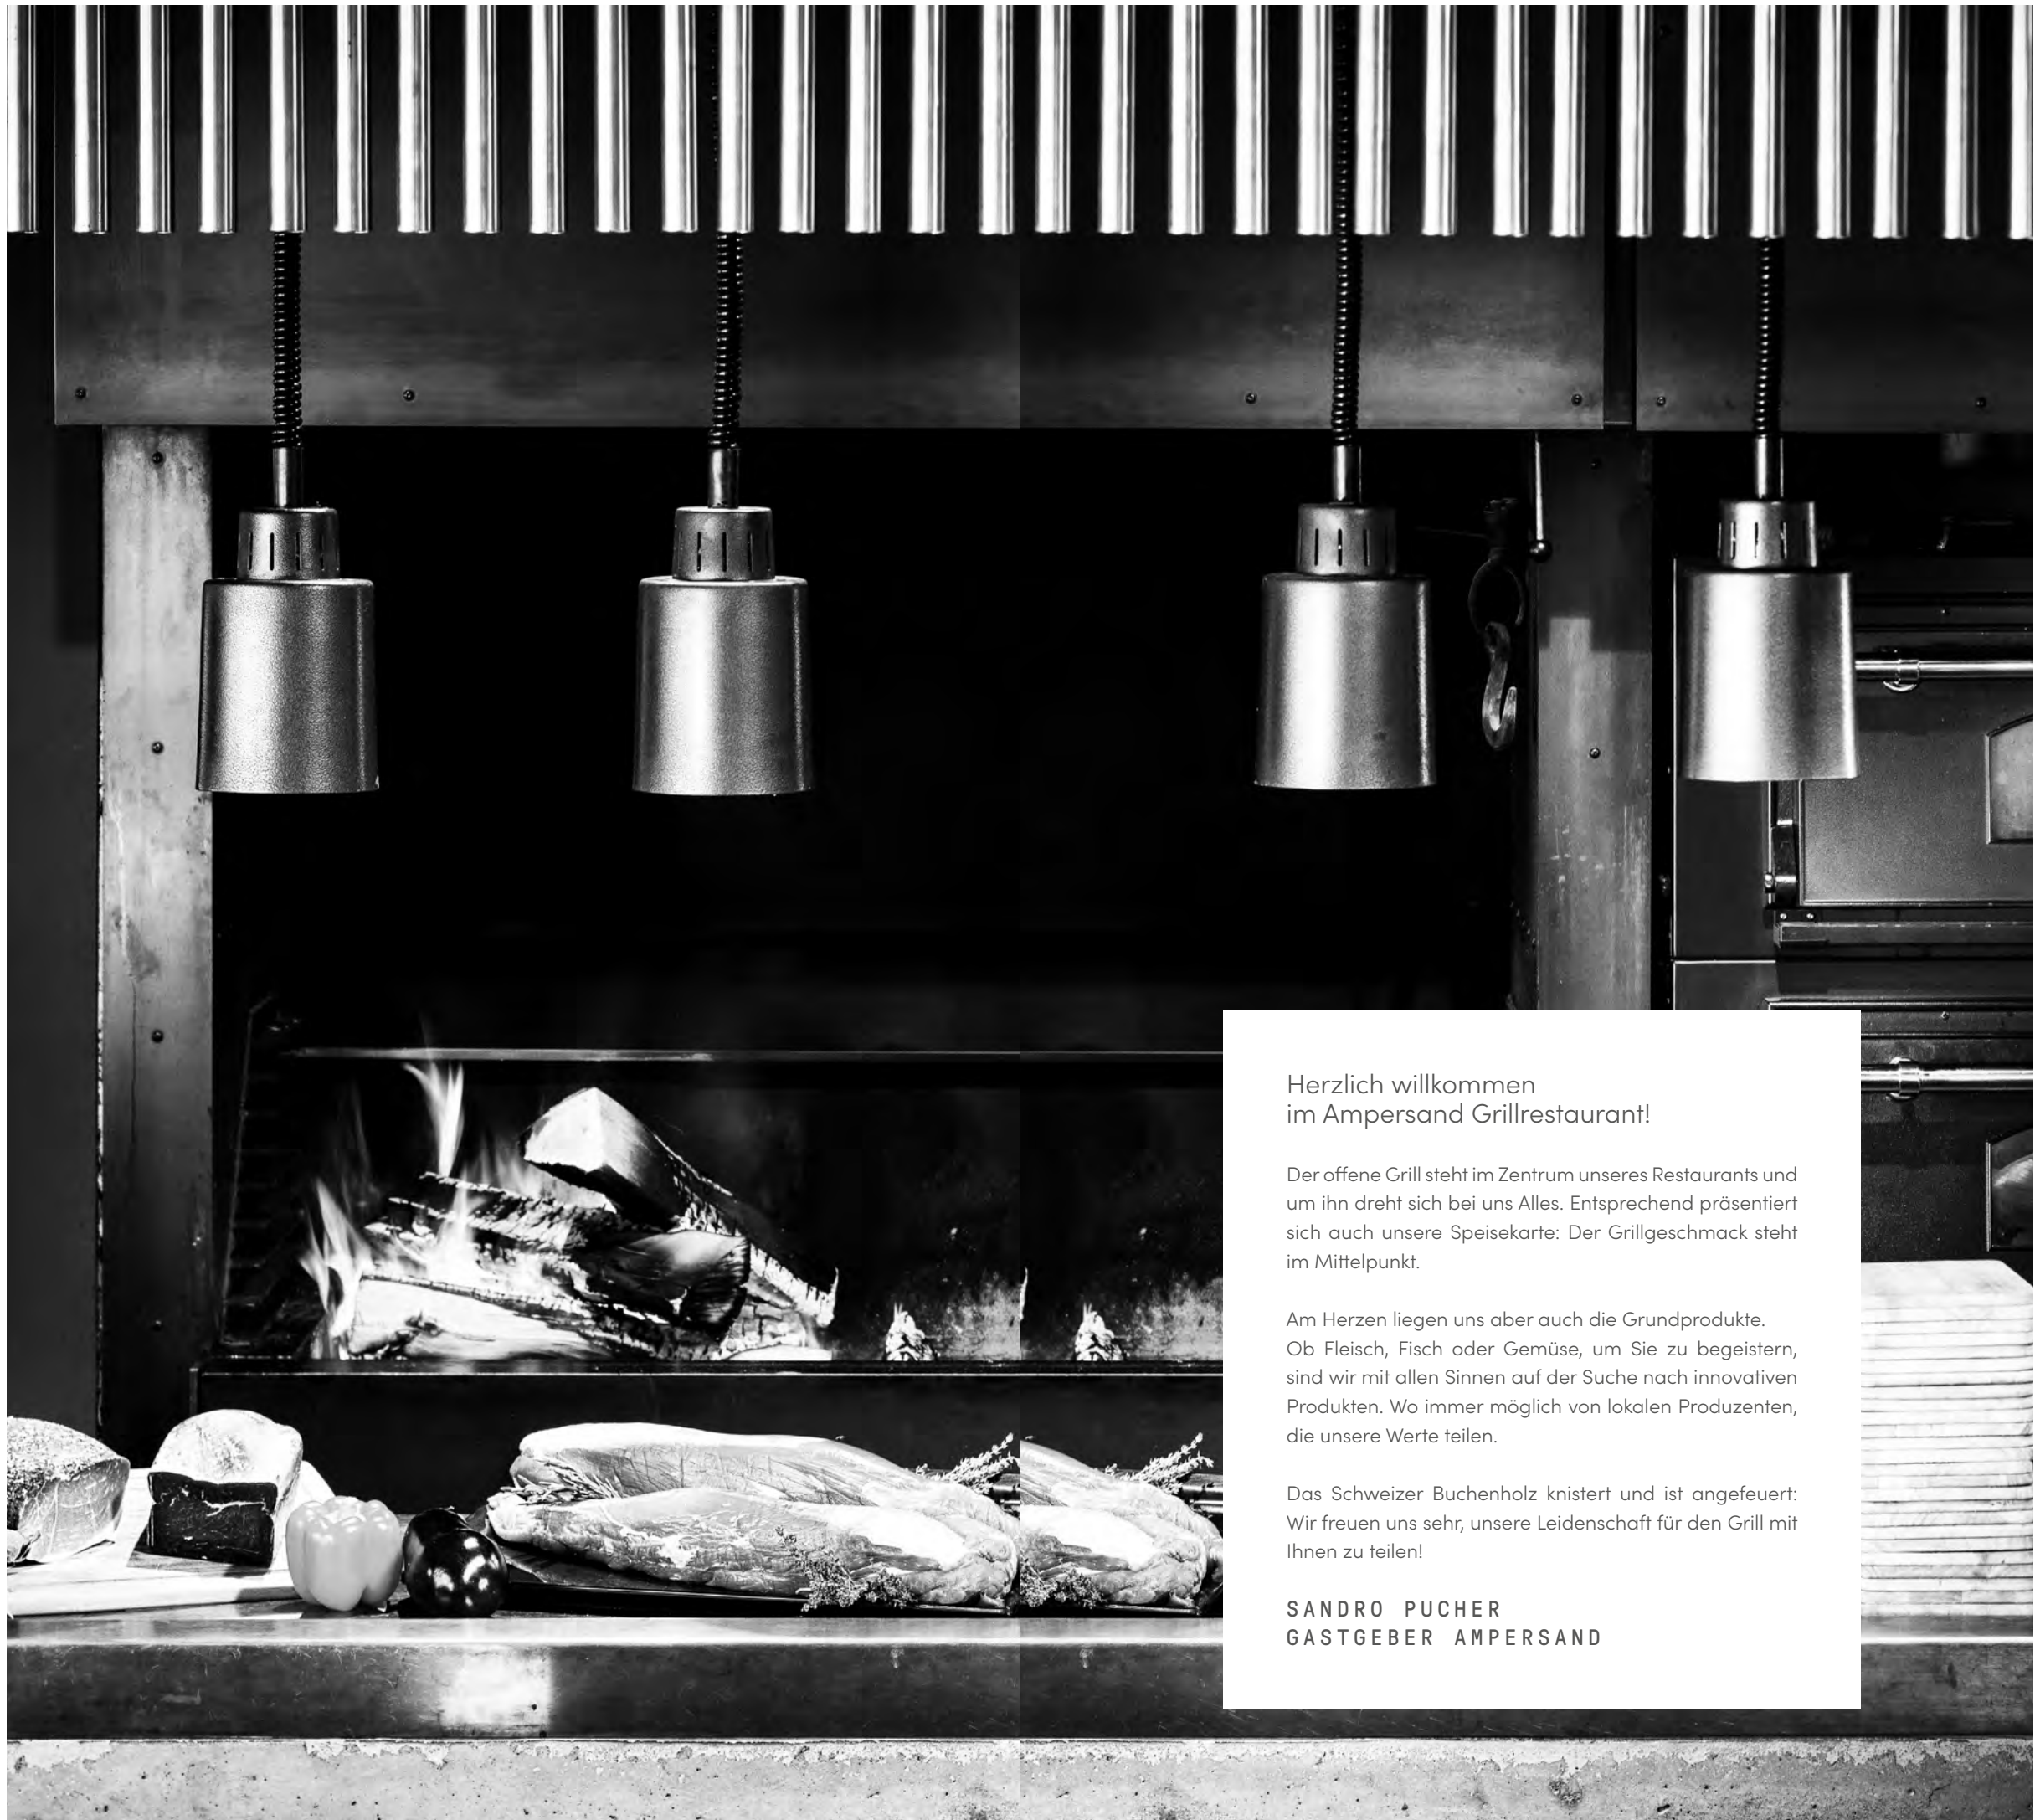 Herzlich willkommen
im Ampersand Grillrestaurant!
Der offene Grill steht im Zentrum unseres Restaurants und
um ihn dreht sich bei uns Alles. Entsprechend präsentiert
sich auch unsere Speisekarte: Der Grillgeschmack steht
im Mittelpunkt.
Am Herzen liegen uns aber auch die Grundprodukte.
Ob Fleisch, Fisch oder Gemüse, um Sie zu begeistern,
sind wir mit allen Sinnen auf der Suche nach innovativen
Produkten. Wo immer möglich von lokalen Produzenten,
die unsere Werte teilen.
Das Schweizer Buchenholz knistert und ist angefeuert:
Wir freuen uns sehr, unsere Leidenschaft für den Grill mit
Ihnen zu teilen!
SANDRO PUCHER
GASTGEBER AMPERSAND